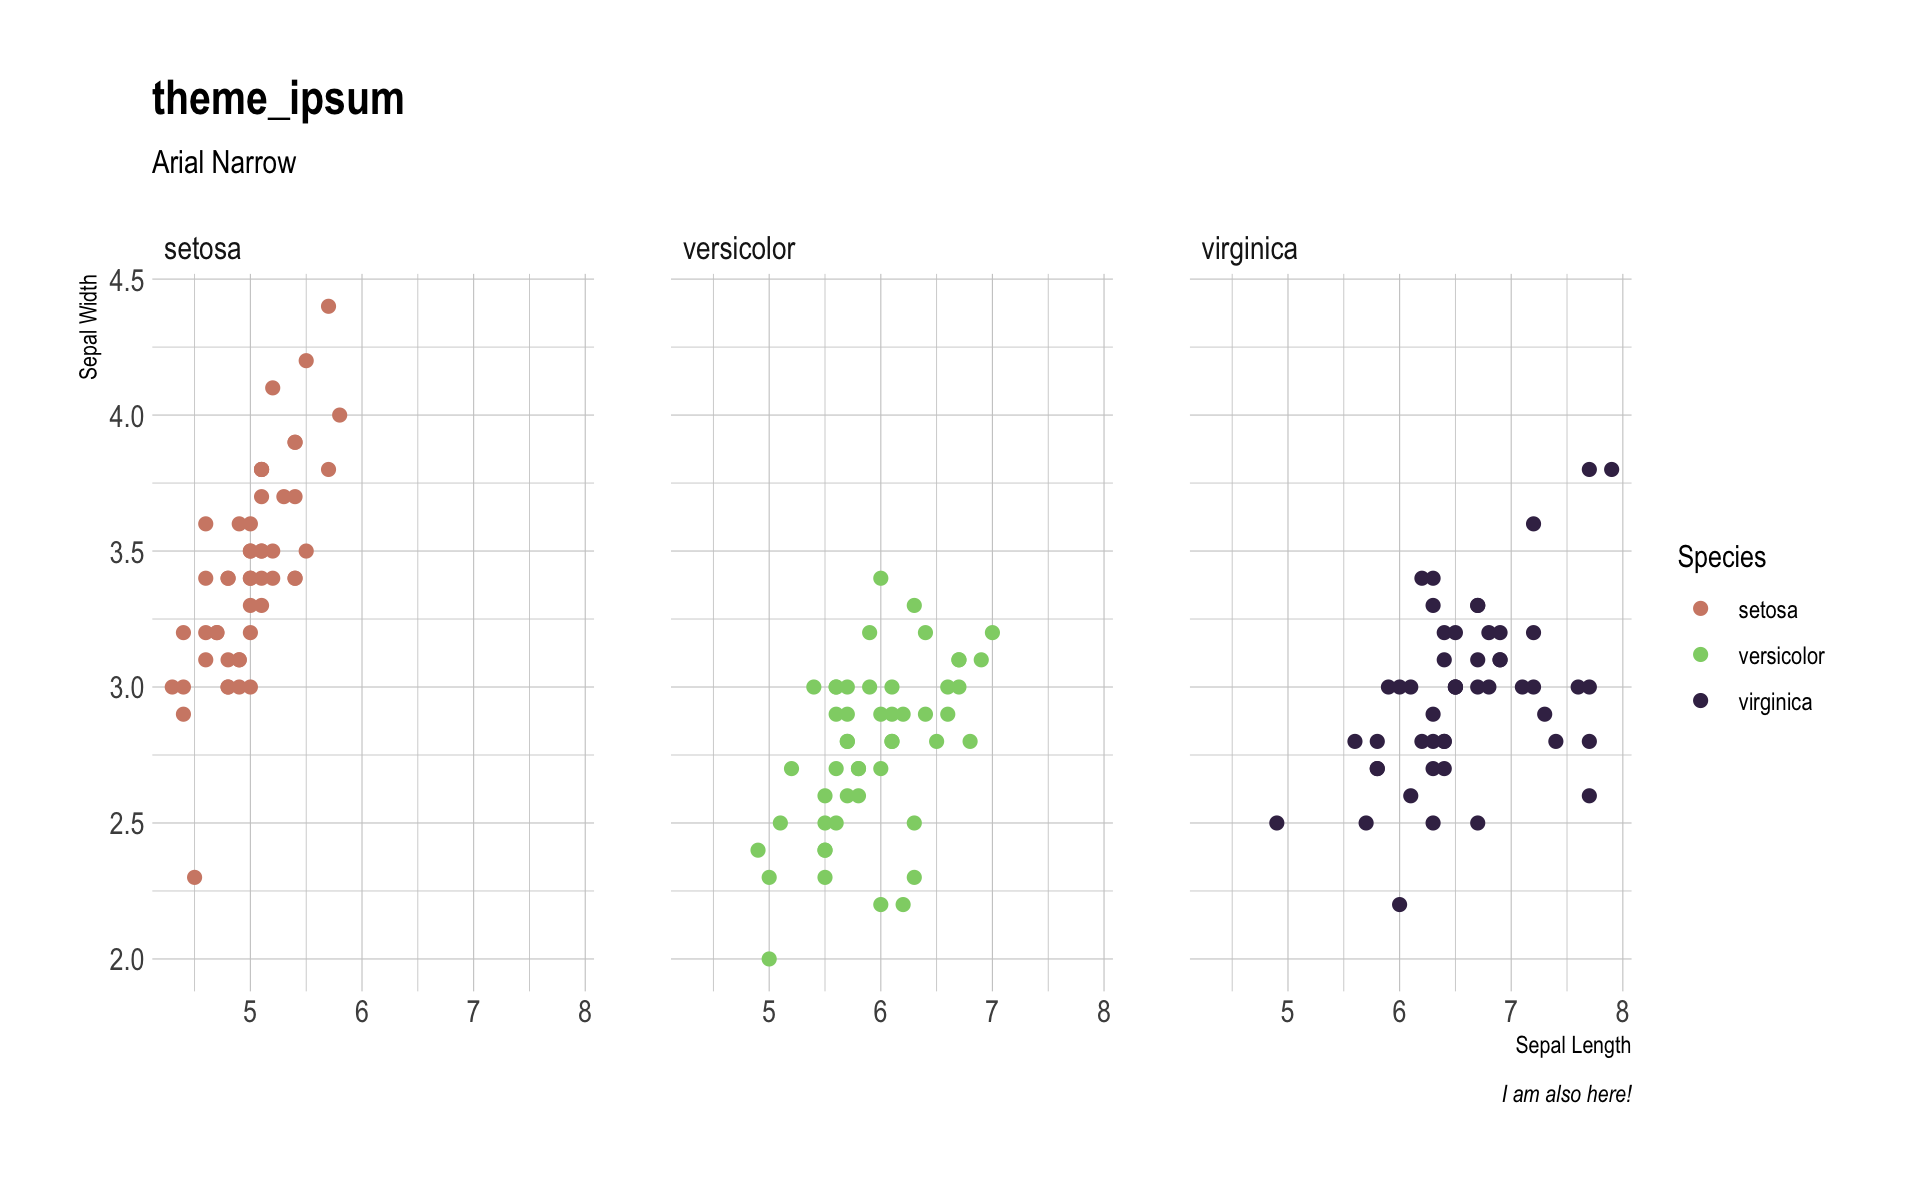 theme_ipsum
Arial Narrow
setosa
versicolor
virginica
Sepal Width
4.5
4.0
3.5
3.0
2.5
2.0
5 6 7 8
5 6 7 8
5 6 7 8
Sepal Length
I am also here!
Species
setosa
versicolor
virginica